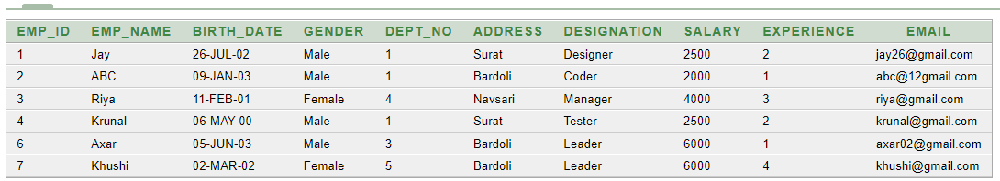 EMP_ID EMP_NAME BIRTH_DATE GENDER DEPT_NO ADDRESS DESIGNATION SALARY EXPERIENCE EMAIL
1 Jay 26-JUL-02 Male 1 Surat Designer 2500 2 jay26@gmail.com
2 ABC 09-JAN-03 Male 1 Bardoli Coder 2000 1 abc@12gmail.com
3 Riya 11-FEB-01 Female 4 Navsari Manager 4000 3 riya@gmail.com
4 Krunal 06-MAY-00 Male 1 Surat Tester 2500 2 krunal@gmail.com
6 Axar 05-JUN-03 Male 3 Bardoli Leader 6000 1 axar02@gmail.com
7 Khushi 02-MAR-02 Female 5 Bardoli Leader 6000 4 khushi@gmail.com